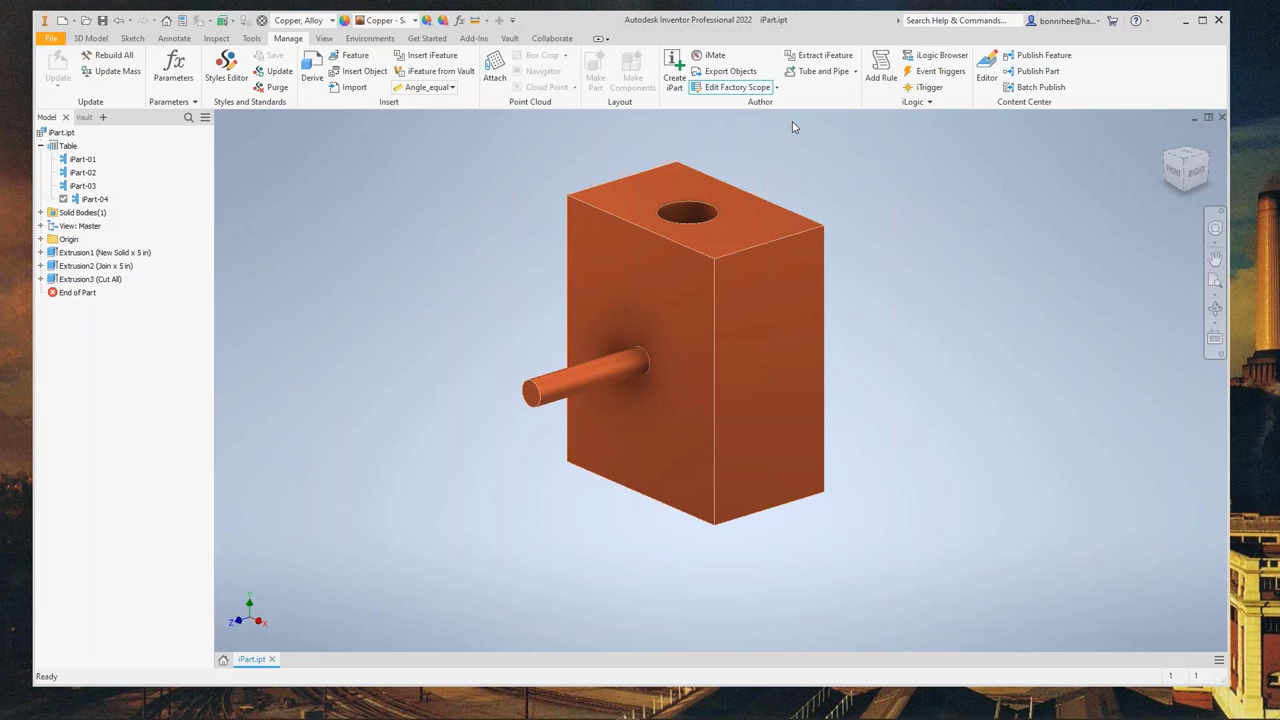 Copper, Alloy
Copper - S
Autodesk Inventor Professional 2022 iPart.ipt
Search Help & Commands...
bonnrhee@ha...
File
3D Model
Sketch
Annotate
Inspect
Tools
Manage
View
Environments
Get Started
Add-Ins
Vault
Collaborate
Update
Rebuild All
Update Mass
Update
Parameters
Parameters
Styles Editor
Save
Update
Purge
Styles and Standards
Derive
Feature
Insert Object
Import
Insert iFeature
iFeature from Vault
Angle_equal
Insert
Attach
Box Crop
Navigator
Cloud Point
Point Cloud
Make Part
Make Components
Layout
Create iPart
iMate
Export Objects
Edit Factory Scope
Extract iFeature
Tube and Pipe
Author
Add Rule
iLogic Browser
Event Triggers
iTrigger
iLogic
Editor
Publish Feature
Publish Part
Batch Publish
Content Center
Model
Vault
iPart.ipt
Table
iPart-01
iPart-02
iPart-03
iPart-04
Solid Bodies(1)
View: Master
Origin
Extrusion1 (New Solid x 5 in)
Extrusion2 (Join x 5 in)
Extrusion3 (Cut All)
End of Part
FRONT
RIGHT
Y
Z
X
iPart.ipt
Ready
1
1